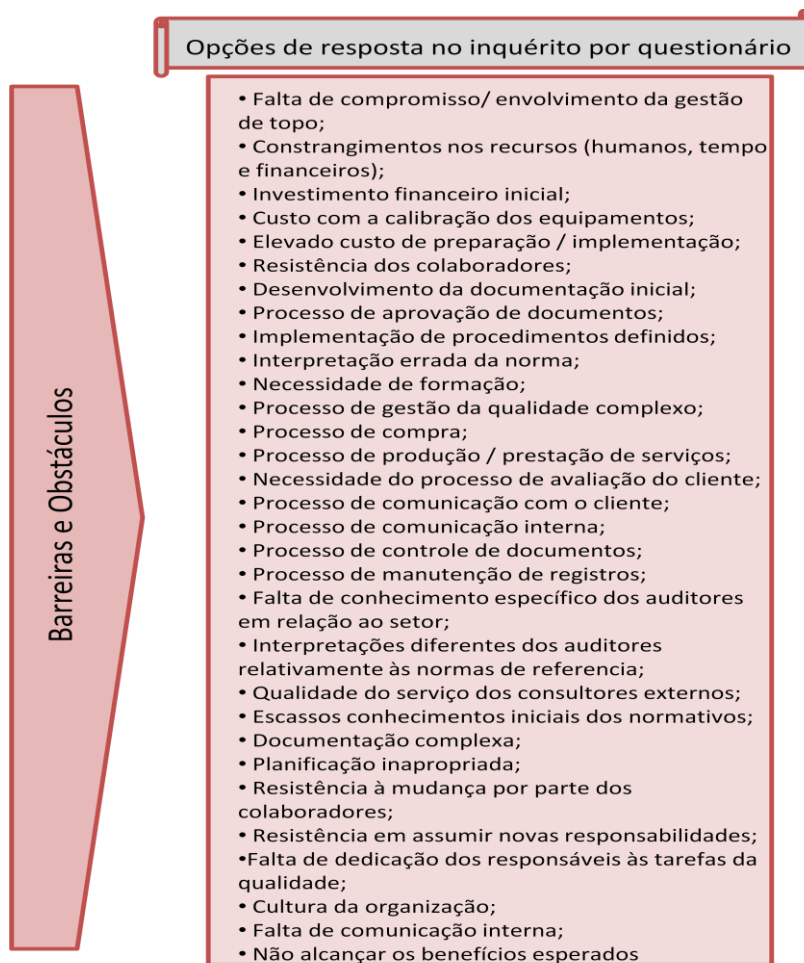 Opções de resposta no inquérito por questionário
Barreiras e Obstáculos
• Falta de compromisso/ envolvimento da gestão
de topo;
• Constrangimentos nos recursos (humanos, tempo
e financeiros);
• Investimento financeiro inicial;
• Custo com a calibração dos equipamentos;
• Elevado custo de preparação / implementação;
• Resistência dos colaboradores;
• Desenvolvimento da documentação inicial;
• Processo de aprovação de documentos;
• Implementação de procedimentos definidos;
• Interpretação errada da norma;
• Necessidade de formação;
• Processo de gestão da qualidade complexo;
• Processo de compra;
• Processo de produção / prestação de serviços;
• Necessidade do processo de avaliação do cliente;
• Processo de comunicação com o cliente;
• Processo de comunicação interna;
• Processo de controle de documentos;
• Processo de manutenção de registros;
• Falta de conhecimento específico dos auditores
em relação ao setor;
• Interpretações diferentes dos auditores
relativamente às normas de referencia;
• Qualidade do serviço dos consultores externos;
• Escassos conhecimentos iniciais dos normativos;
• Documentação complexa;
• Planificação inapropriada;
• Resistência à mudança por parte dos
colaboradores;
• Resistência em assumir novas responsabilidades;
•Falta de dedicação dos responsáveis às tarefas da
qualidade;
• Cultura da organização;
• Falta de comunicação interna;
• Não alcançar os benefícios esperados